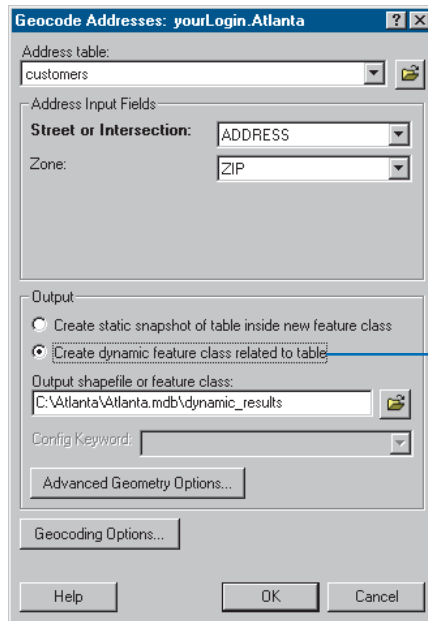 Geocode Addresses: yourLogin.Atlanta
Address table:
customers
Address Input Fields
Street or Intersection: ADDRESS
Zone: ZIP
Output
Create static snapshot of table inside new feature class
Create dynamic feature class related to table
Output shapefile or feature class:
C:\Atlanta\Atlanta.mdb\dynamic_results
Config Keyword:
Advanced Geometry Options...
Geocoding Options...
Help OK Cancel